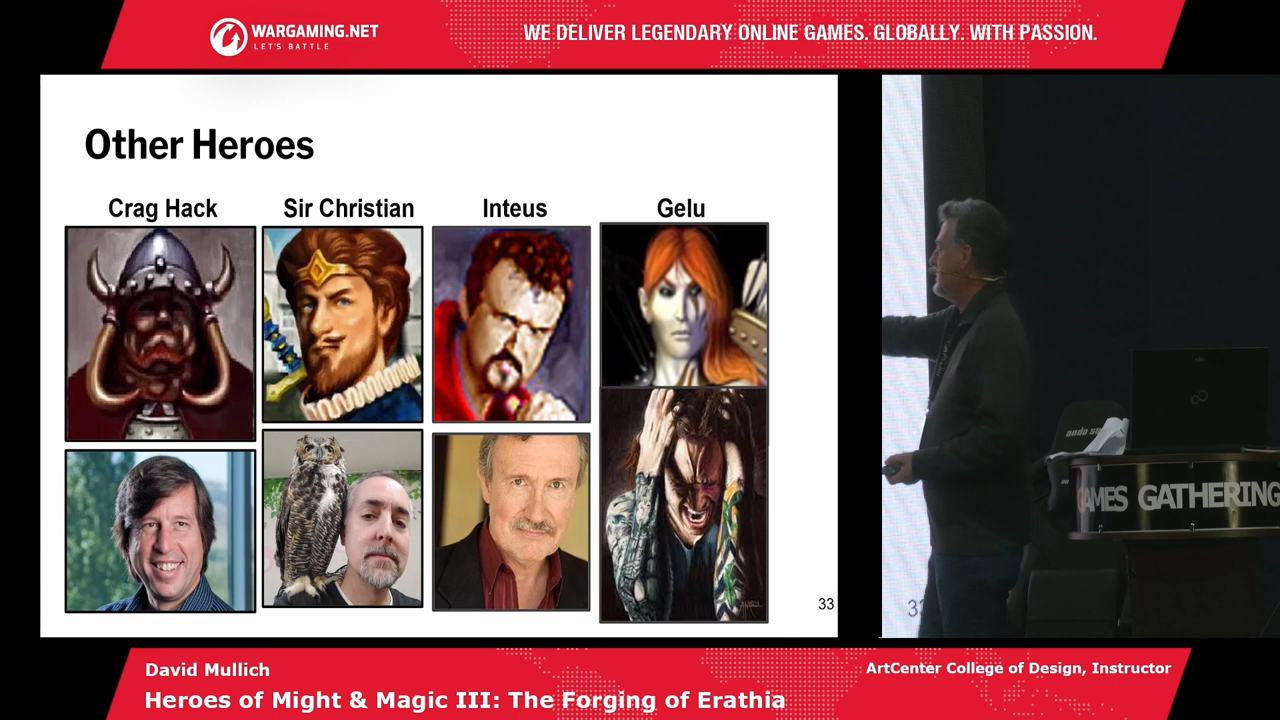 WARGAMING.NET
LET'S BATTLE
WE DELIVER LEGENDARY ONLINE GAMES. GLOBALLY. WITH PASSION.
Other Heroes
Crag Hack
Sir Christian
Inteus
Gelu
33
GAMES GATHERING
David Mullich
ArtCenter College of Design, Instructor
Heroes of Might & Magic III: The Forging of Erathia